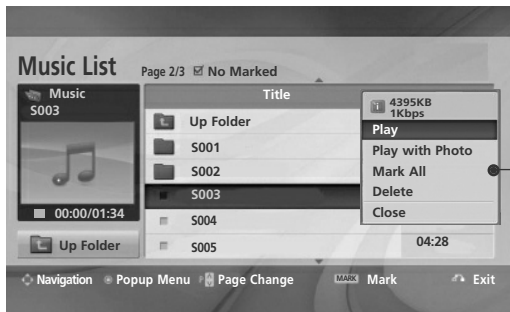 Music List Page 2/3 No Marked
Music
S003
00:00/01:34
Up Folder
Title
Up Folder
S001
S002
S003
S004
S005
04:28
4395KB
1Kbps
Play
Play with Photo
Mark All
Delete
Close
Navigation Popup Menu Page Change MARK Mark Exit